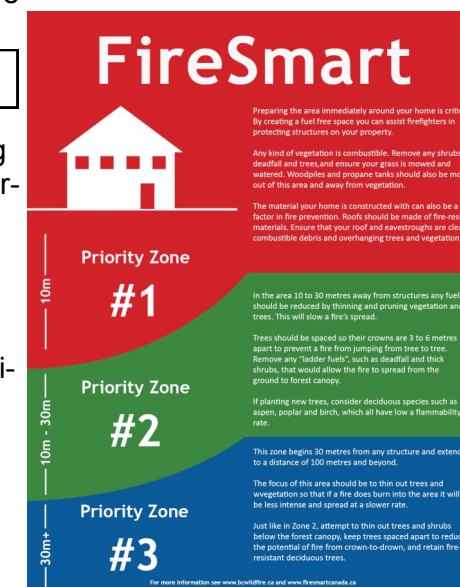 FireSmart
Preparing the area immediately around your home is
By creating a fuel free space you can assist firefighters in
protecting structures on your property.
Any kind of vegetation is combustible. Remove any shrubs
deadfall and trees,and ensure your grass is mowed and
watered. Woodpiles and propane tanks should also be
out of this area and away from vegetation.
The material your home is constructed with can also be a
factor in fire prevention. Roofs should be made of
materials. Ensure that your roof and eavestroughs are
combustible debris and overhanging trees and vegetation
10m
Priority Zone
#1
In the area 10 to 30 metres away from structures any fuels
should be reduced by thinning and pruning vegetation and
trees. This will slow a fire's spread.
Trees should be spaced so their crowns are 3 to 6 metres
apart to prevent a fire from jumping from tree to tree.
Remove any "ladder fuels", such as deadfall and thick
shrubs, that would allow the fire to spread from the
ground to forest canopy.
If planting new trees, consider deciduous species such as
aspen, poplar and birch, which all have low a flammability
rate.
10m - 30m
Priority Zone
#2
This zone begins 30 metres from any structure and
to a distance of 100 metres and beyond.
The focus of this area should be to thin out trees and
wvegetation so that if a fire does burn into the area it will
be less intense and spread at a slower rate.
Just like in Zone 2, attempt to thin out trees and shrubs
below the forest canopy, keep trees spaced apart to
the potential of fire from crown-to-drown, and retain fire-
resistant deciduous trees.
30m+
Priority Zone
#3
For more information see www.bcwildfire.ca and www.firesmartcanada.ca